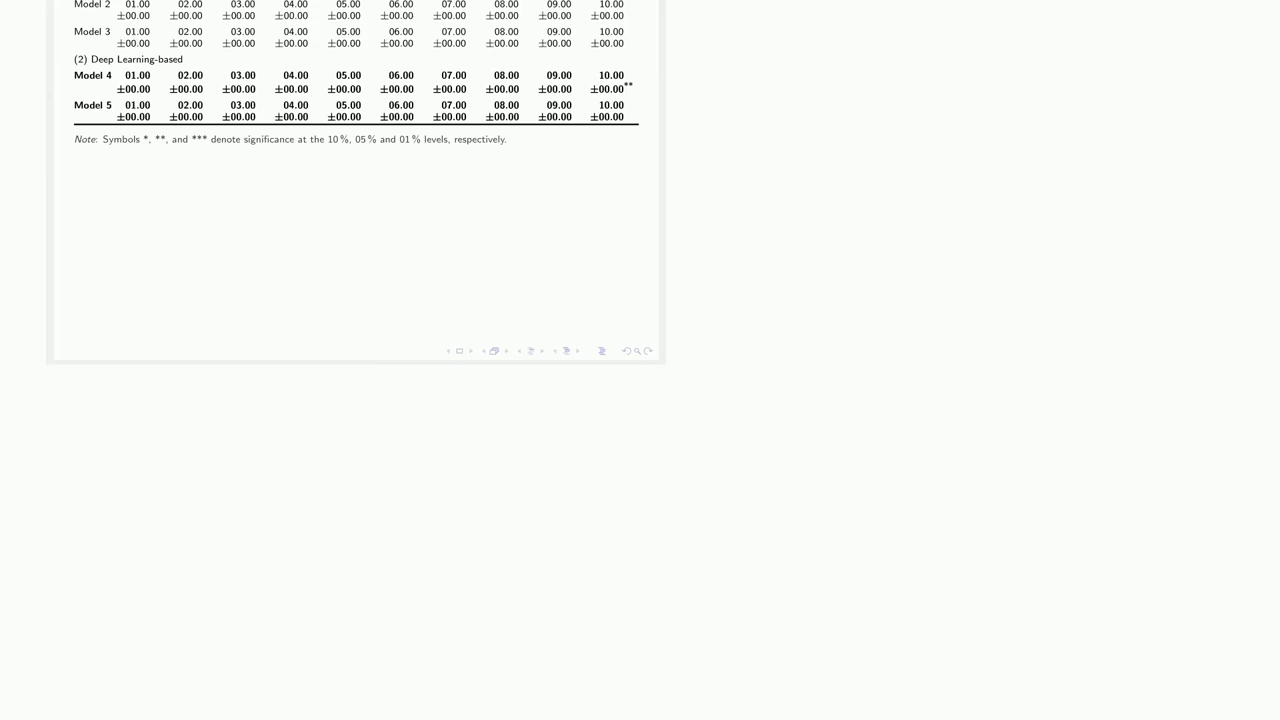 Model 2 01.00 02.00 03.00 04.00 05.00 06.00 07.00 08.00 09.00 10.00
±00.00 ±00.00 ±00.00 ±00.00 ±00.00 ±00.00 ±00.00 ±00.00 ±00.00 ±00.00
Model 3 01.00 02.00 03.00 04.00 05.00 06.00 07.00 08.00 09.00 10.00
±00.00 ±00.00 ±00.00 ±00.00 ±00.00 ±00.00 ±00.00 ±00.00 ±00.00 ±00.00
(2) Deep Learning-based
Model 4 01.00 02.00 03.00 04.00 05.00 06.00 07.00 08.00 09.00 10.00
±00.00 ±00.00 ±00.00 ±00.00 ±00.00 ±00.00 ±00.00 ±00.00 ±00.00 ±00.00**
Model 5 01.00 02.00 03.00 04.00 05.00 06.00 07.00 08.00 09.00 10.00
±00.00 ±00.00 ±00.00 ±00.00 ±00.00 ±00.00 ±00.00 ±00.00 ±00.00 ±00.00
Note: Symbols *, **, and *** denote significance at the 10 %, 05 % and 01 % levels, respectively.